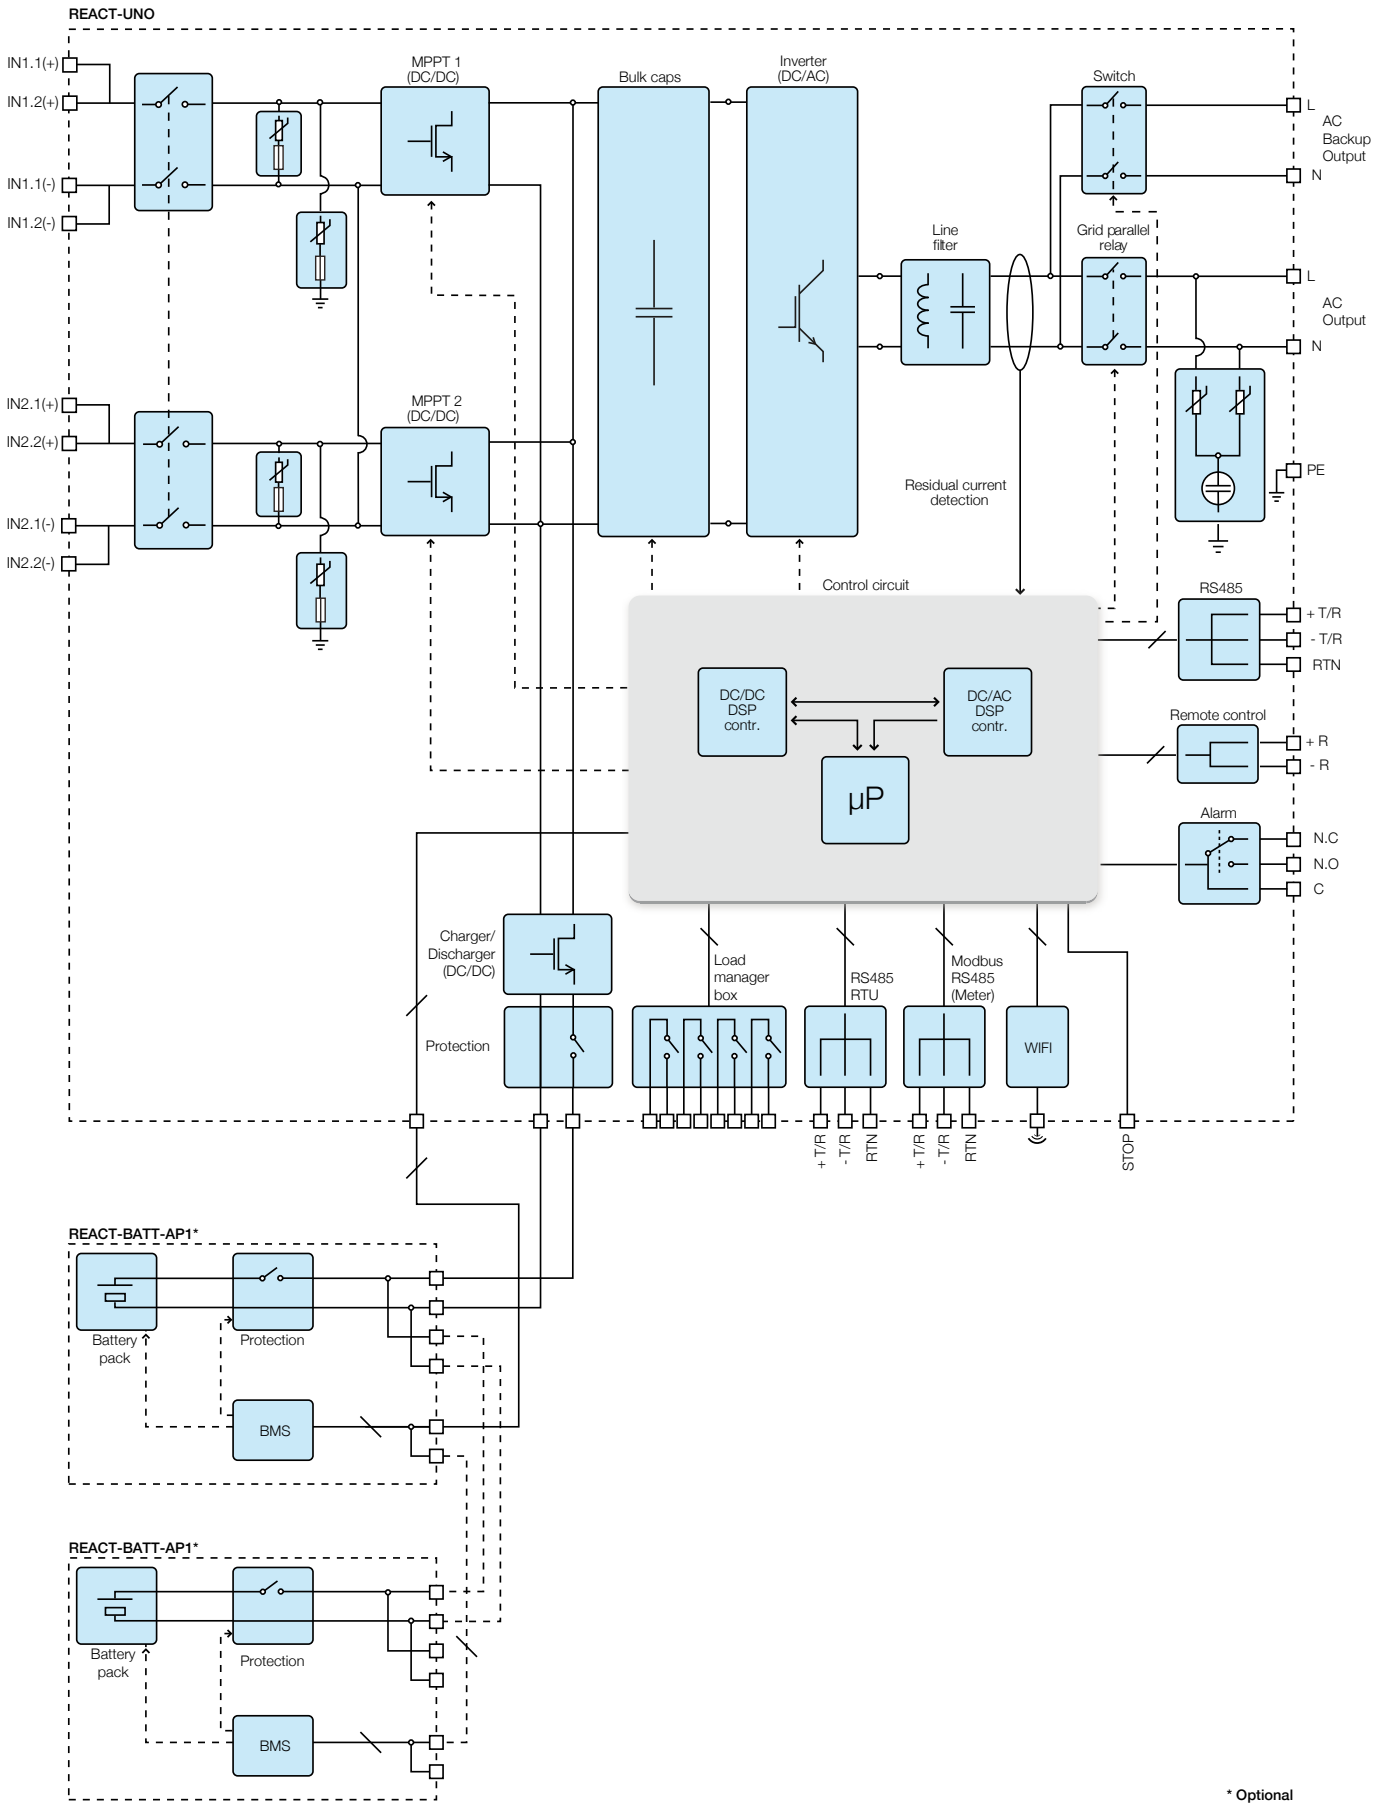 REACT-UNO
IN1.1(+)
IN1.2(+)
IN1.1(-)
IN1.2(-)
MPPT 1
(DC/DC)
Bulk caps
Inverter
(DC/AC)
Switch
L
AC
Backup
Output
N
Line
filter
Grid parallel
relay
L
AC
Output
N
IN2.1(+)
IN2.2(+)
IN2.1(-)
IN2.2(-)
MPPT 2
(DC/DC)
Residual current
detection
PE
Control circuit
RS485
+ T/R
- T/R
RTN
DC/DC
DSP
contr.
DC/AC
DSP
contr.
µP
Remote control
+ R
- R
Alarm
N.C
N.O
C
Charger/
Discharger
(DC/DC)
Protection
Load
manager
box
RS485
RTU
Modbus
RS485
(Meter)
WIFI
+ T/R
- T/R
RTN
+ T/R
- T/R
RTN
STOP
REACT-BATT-AP1*
Battery
pack
Protection
BMS
REACT-BATT-AP1*
Battery
pack
Protection
BMS
* Optional